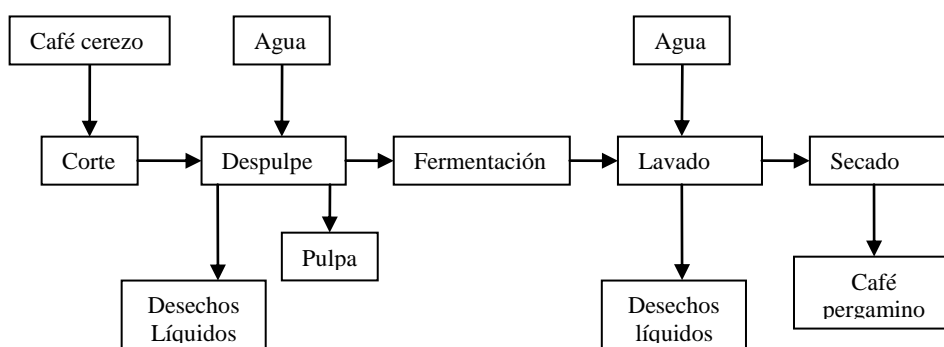 Café cerezo
Agua
Agua
Corte
Despulpe
Fermentación
Lavado
Secado
Pulpa
Desechos
Líquidos
Desechos
líquidos
Café
pergamino